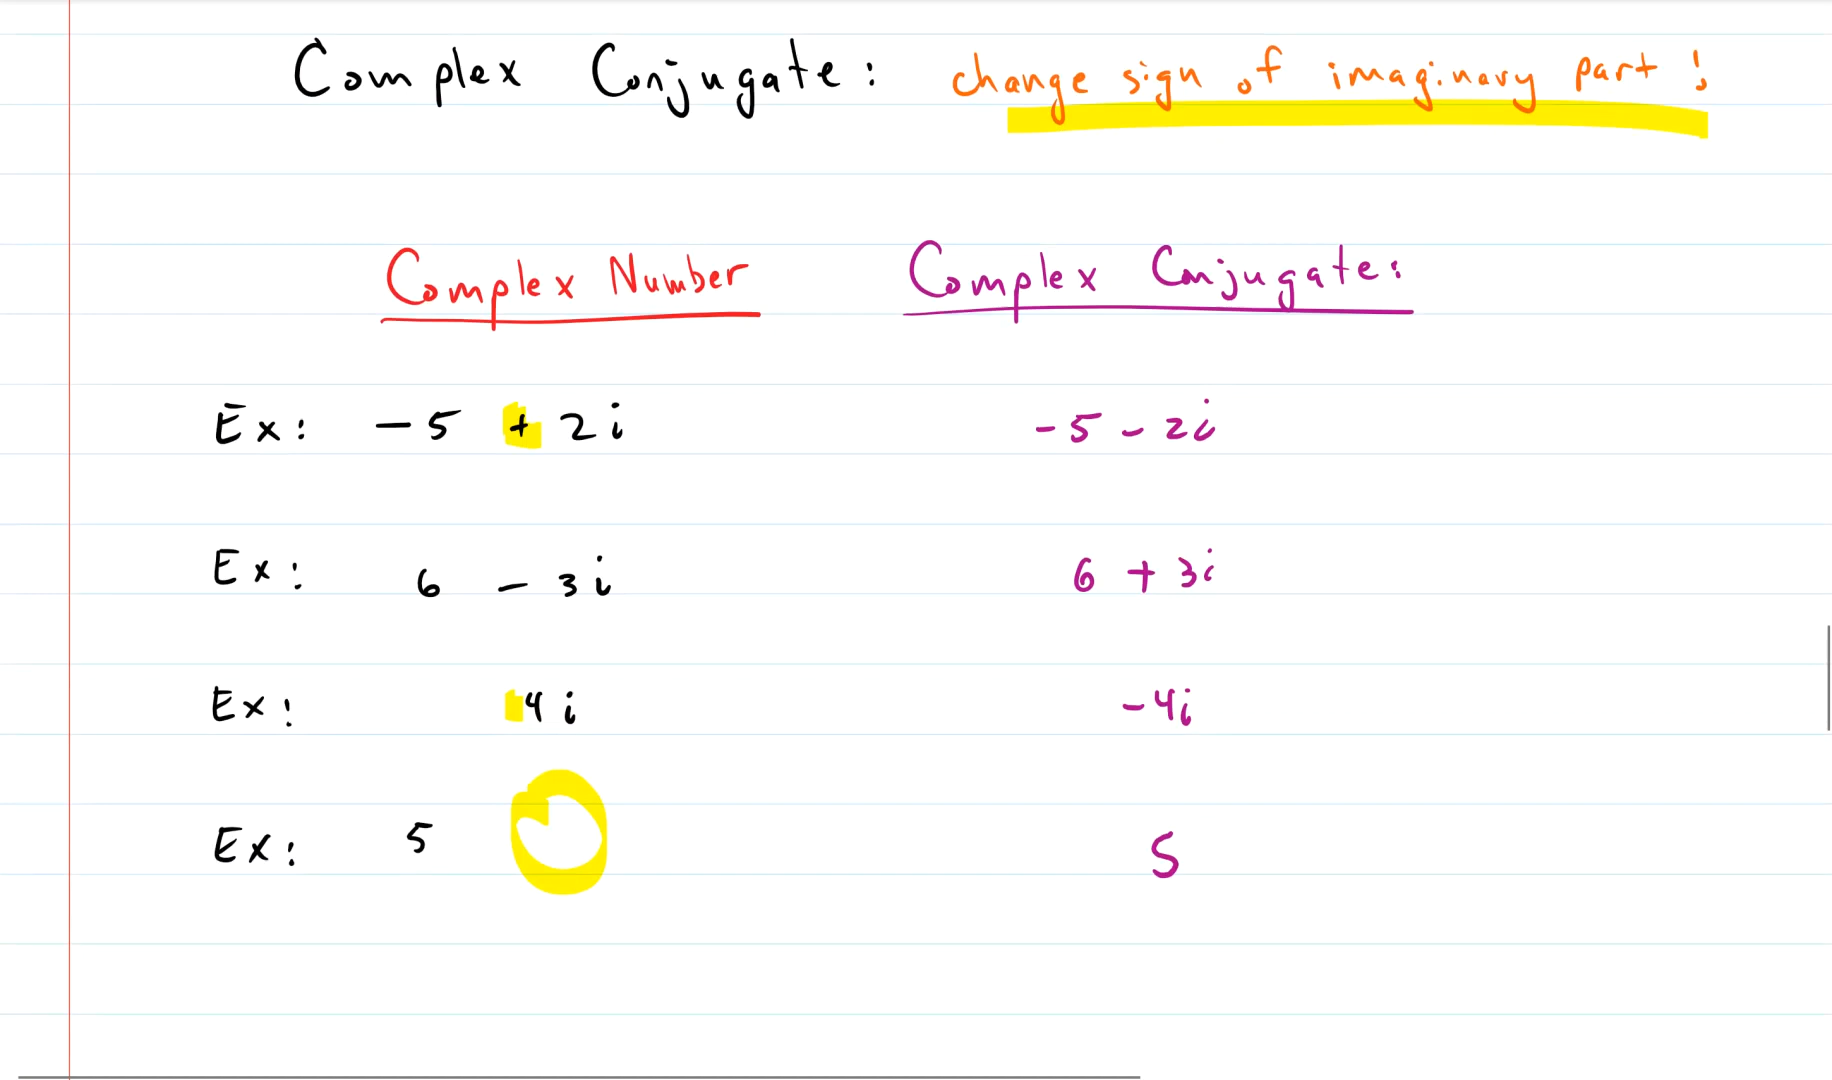 Complex Conjugate: change sign of imaginary part!
Complex Number Complex Conjugate:
Ex: -5 + 2i -5 - 2i
Ex: 6 - 3i 6 + 3i
Ex: 4i -4i
Ex: 5 5